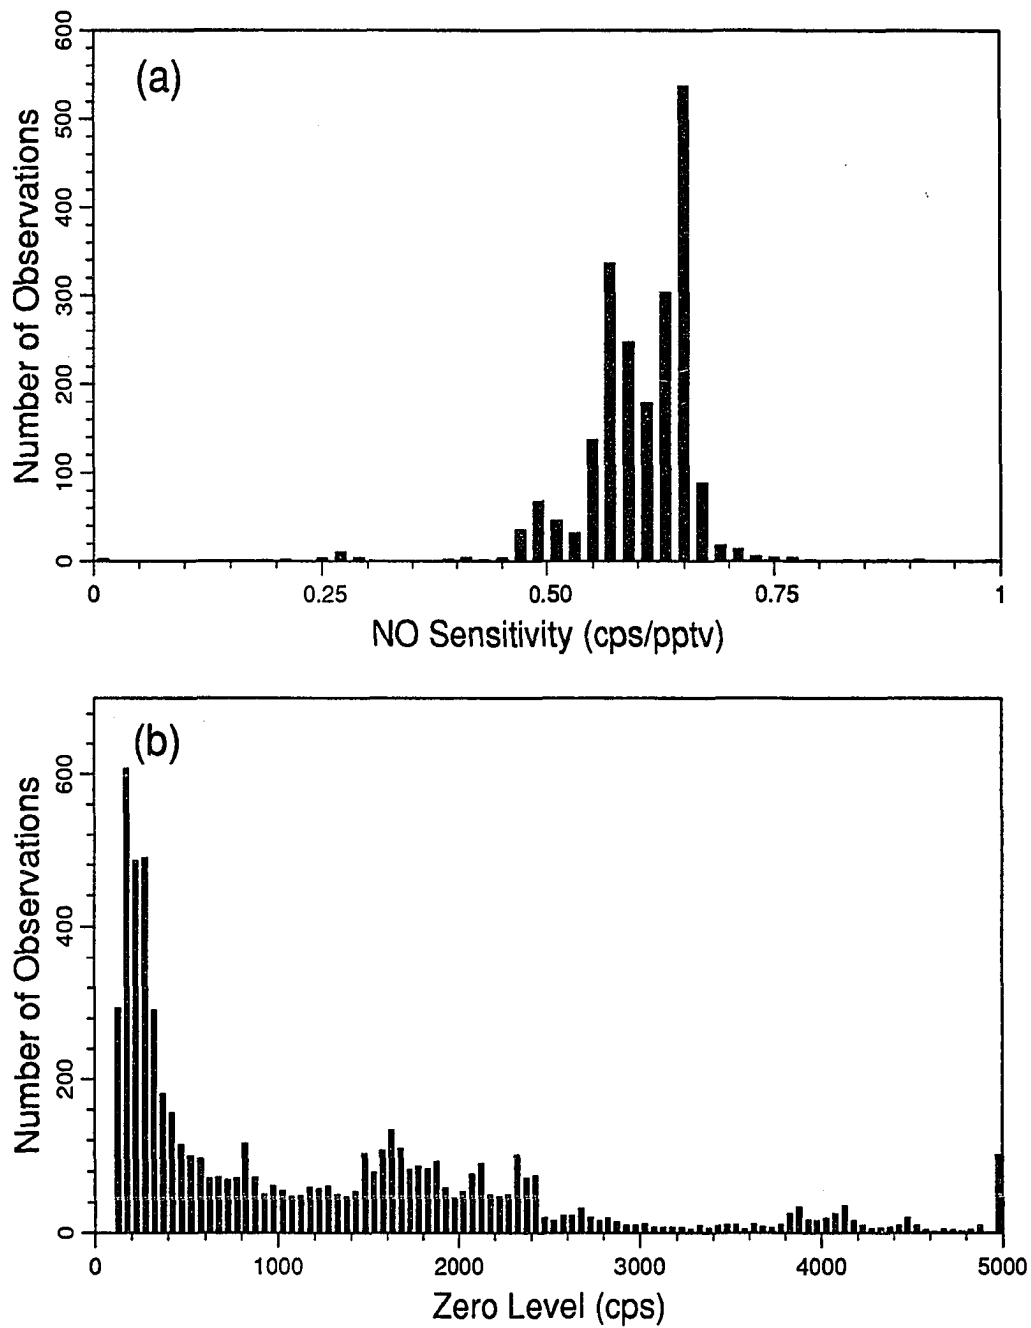 (a)
Number of Observations
600
500
400
300
200
100
0
0 0.25 0.50 0.75 1
NO Sensitivity (cps/pptv)
(b)
Number of Observations
600
400
200
0
0 1000 2000 3000 4000 5000
Zero Level (cps)